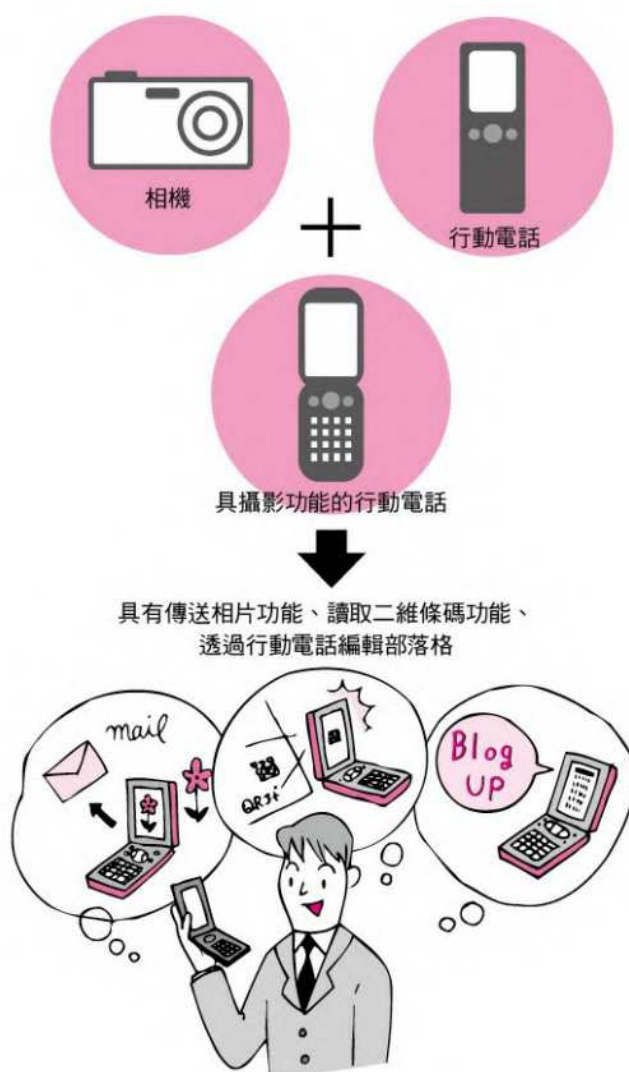 相機
行動電話
具攝影功能的行動電話
具有傳送相片功能、讀取二維條碼功能、
透過行動電話編輯部落格
mail
Blog
UP